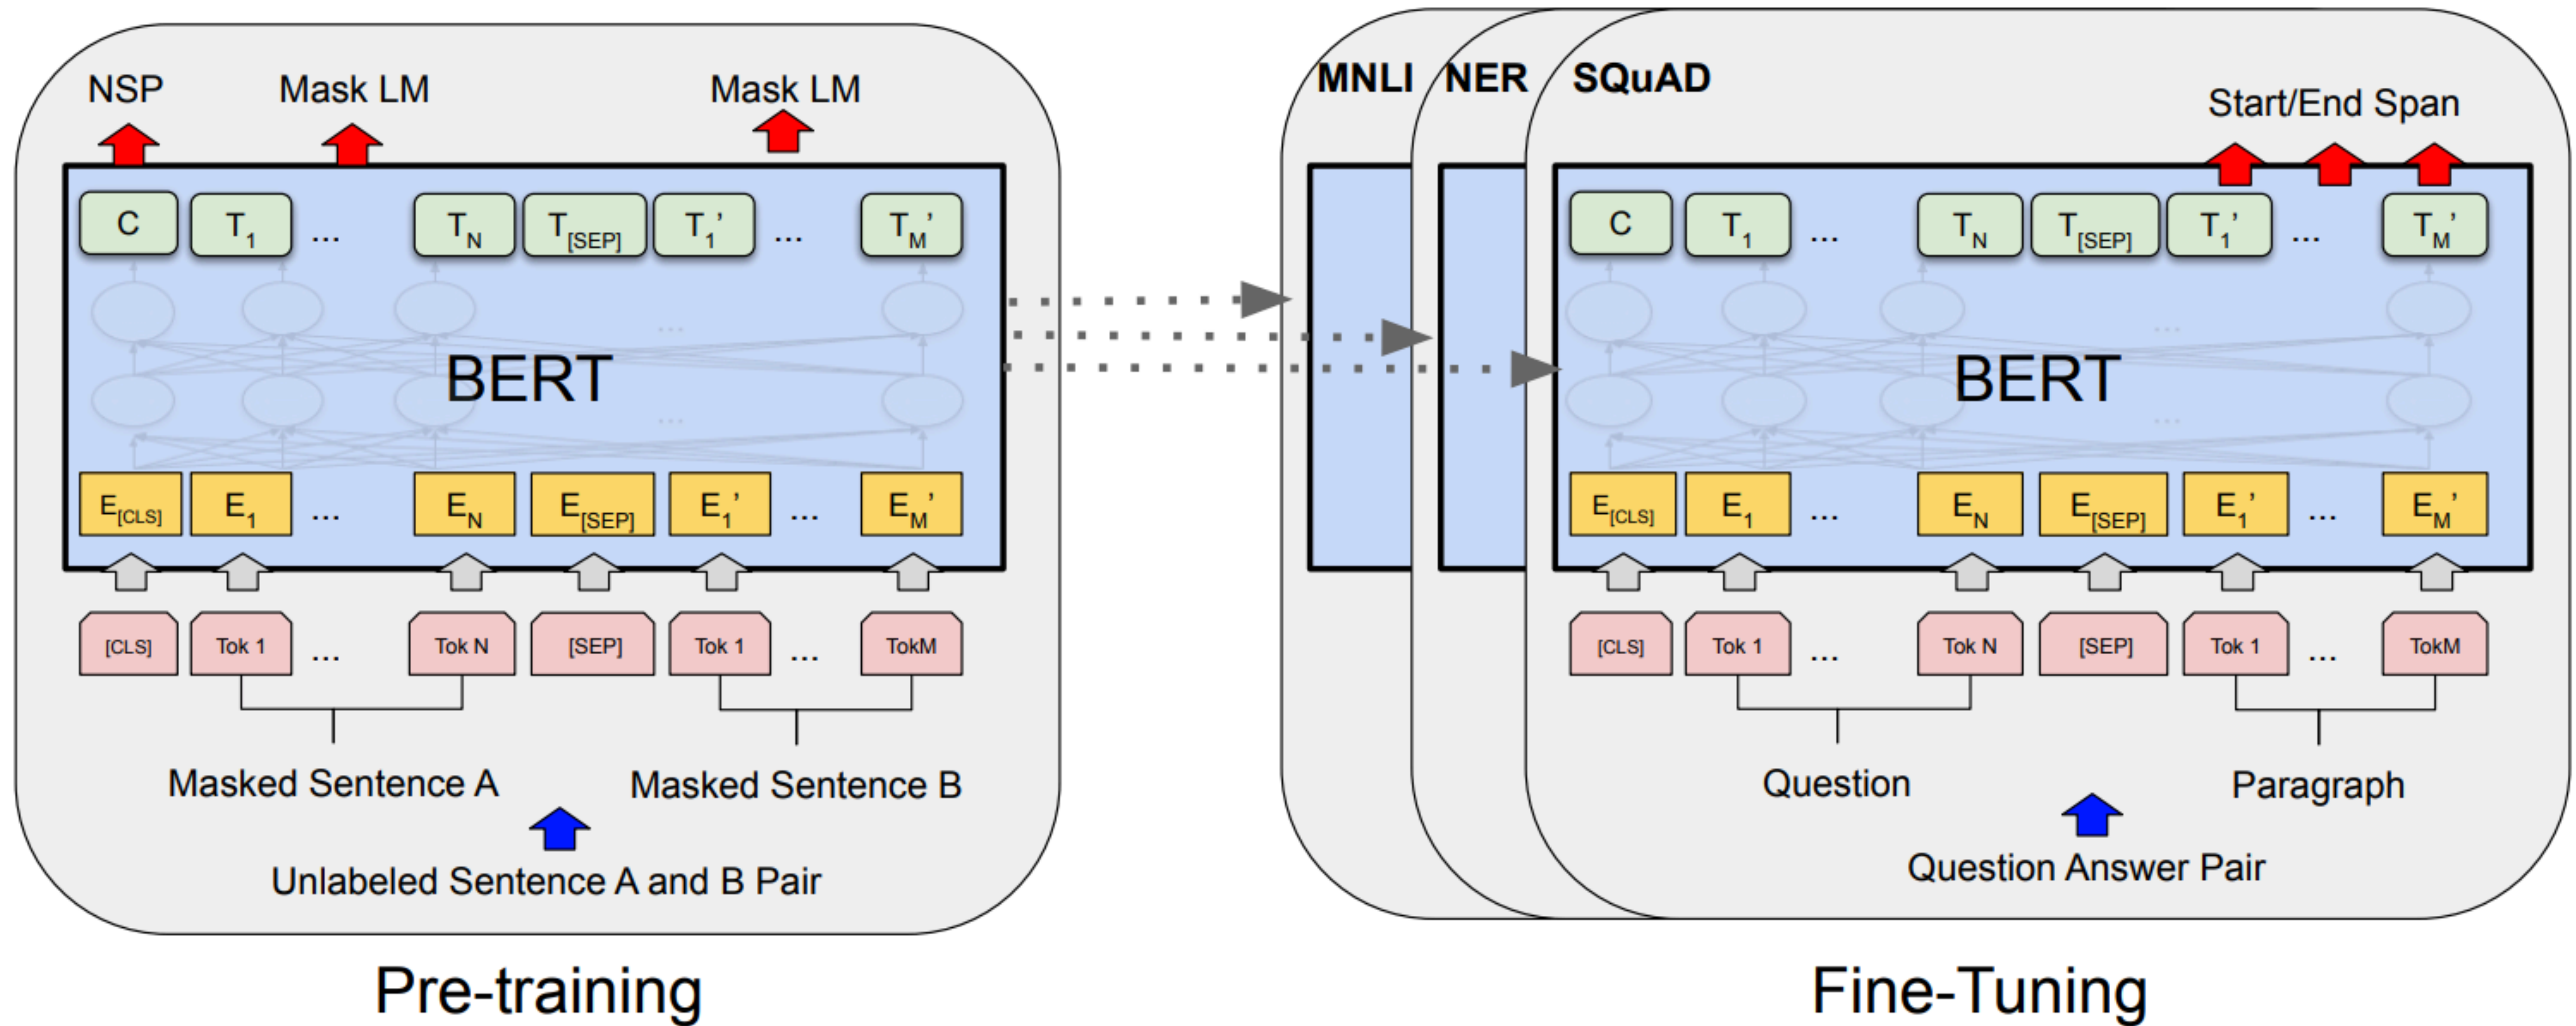 NSP Mask LM Mask LM
C T1 ... TN T[SEP] T1’ ... TM’
...
BERT
...
E[CLS] E1 ... EN E[SEP] E1’ ... EM’
[CLS] Tok 1 ... Tok N [SEP] Tok 1 ... TokM
Masked Sentence A Masked Sentence B
Unlabeled Sentence A and B Pair
Pre-training
MNLI NER SQuAD
Start/End Span
C T1 ... TN T[SEP] T1’ ... TM’
...
BERT
...
E[CLS] E1 ... EN E[SEP] E1’ ... EM’
[CLS] Tok 1 ... Tok N [SEP] Tok 1 ... TokM
Question Paragraph
Question Answer Pair
Fine-Tuning